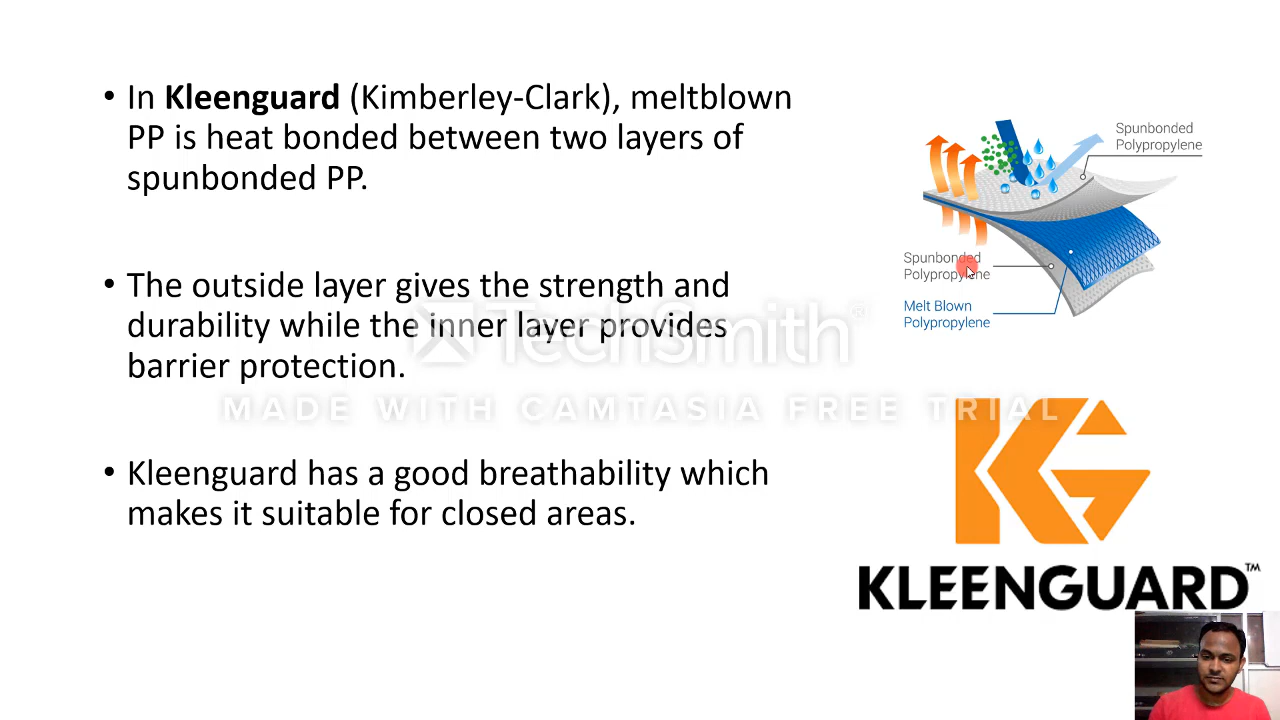 • In Kleenguard (Kimberley-Clark), meltblown
PP is heat bonded between two layers of
spunbonded PP.
• The outside layer gives the strength and
durability while the inner layer provides
barrier protection.
• Kleenguard has a good breathability which
makes it suitable for closed areas.
Spunbonded
Polypropylene
Spunbonded
Polypropylene
Melt Blown
Polypropylene
TechSmith®
MADE WITH CAMTASIA FREE TRIAL
KG
KLEENGUARD™